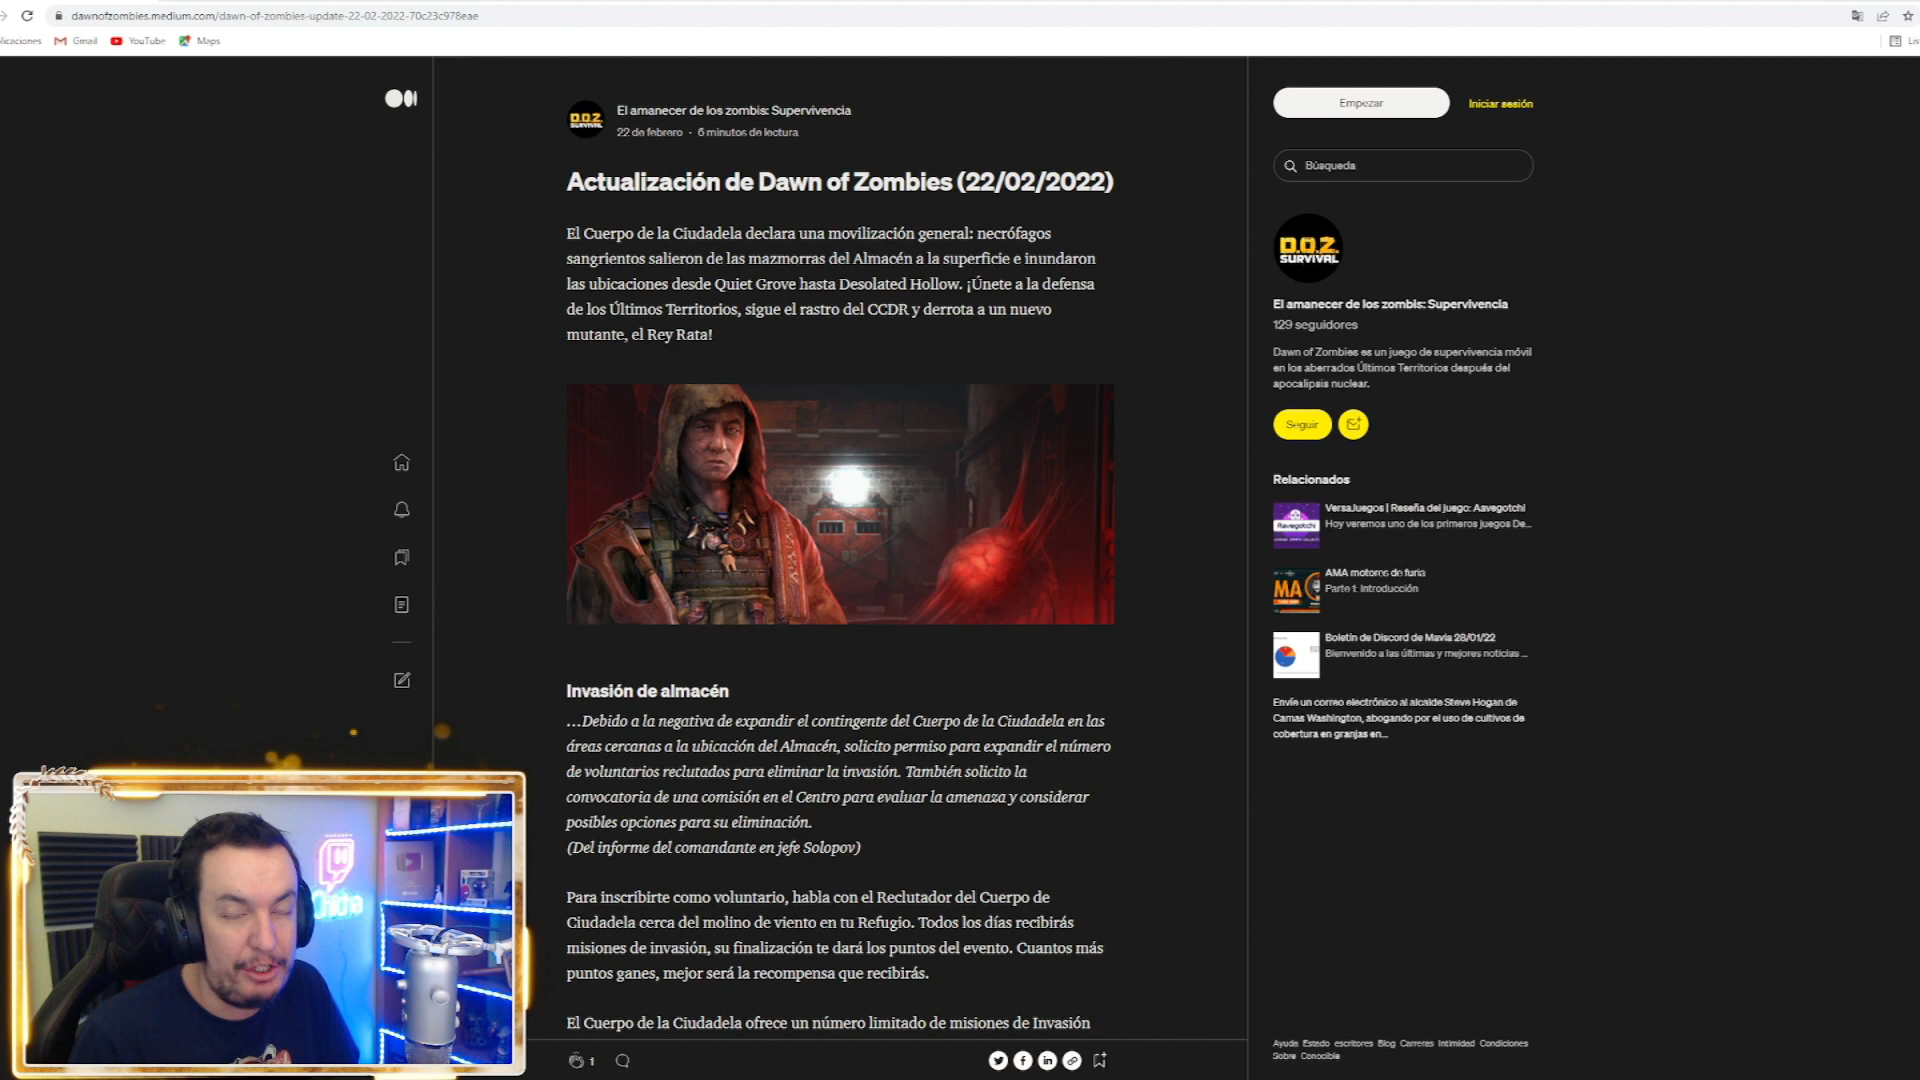 dawnofzombies.medium.com/dawn-of-zombies-update-22-02-2022-70c23c978eae
licaciones Gmail YouTube Maps Lis
El amanecer de los zombis: Supervivencia
22 de febrero · 6 minutos de lectura
Actualización de Dawn of Zombies (22/02/2022)
El Cuerpo de la Ciudadela declara una movilización general: necrófagos
sangrientos salieron de las mazmorras del Almacén a la superficie e inundaron
las ubicaciones desde Quiet Grove hasta Desolated Hollow. ¡Únete a la defensa
de los Últimos Territorios, sigue el rastro del CCDR y derrota a un nuevo
mutante, el Rey Rata!
Invasión de almacén
…Debido a la negativa de expandir el contingente del Cuerpo de la Ciudadela en las
áreas cercanas a la ubicación del Almacén, solicito permiso para expandir el número
de voluntarios reclutados para eliminar la invasión. También solicito la
convocatoria de una comisión en el Centro para evaluar la amenaza y considerar
posibles opciones para su eliminación.
(Del informe del comandante en jefe Solopov)
Para inscribirte como voluntario, habla con el Reclutador del Cuerpo de
Ciudadela cerca del molino de viento en tu Refugio. Todos los días recibirás
misiones de invasión, su finalización te dará los puntos del evento. Cuantos más
puntos ganes, mejor será la recompensa que recibirás.
El Cuerpo de la Ciudadela ofrece un número limitado de misiones de Invasión
1
Empezar Iniciar sesión
Búsqueda
D.O.Z.
SURVIVAL
El amanecer de los zombis: Supervivencia
129 seguidores
Dawn of Zombies es un juego de supervivencia móvil
en los aberrados Últimos Territorios después del
apocalipsis nuclear.
Seguir
Relacionados
VersaJuegos | Reseña del juego: Aavegotchi
Hoy veremos uno de los primeros juegos De...
Aavegotchi
AMA motores de furia
Parte 1: Introducción
MA
Boletín de Discord de Mavia 28/01/22
Bienvenido a las últimas y mejores noticias ...
Envíe un correo electrónico al alcalde Steve Hogan de
Camas Washington, abogando por el uso de cultivos de
cobertura en granjas en...
Ayuda Estado escritores Blog Carreras Intimidad Condiciones
Sobre Conocible